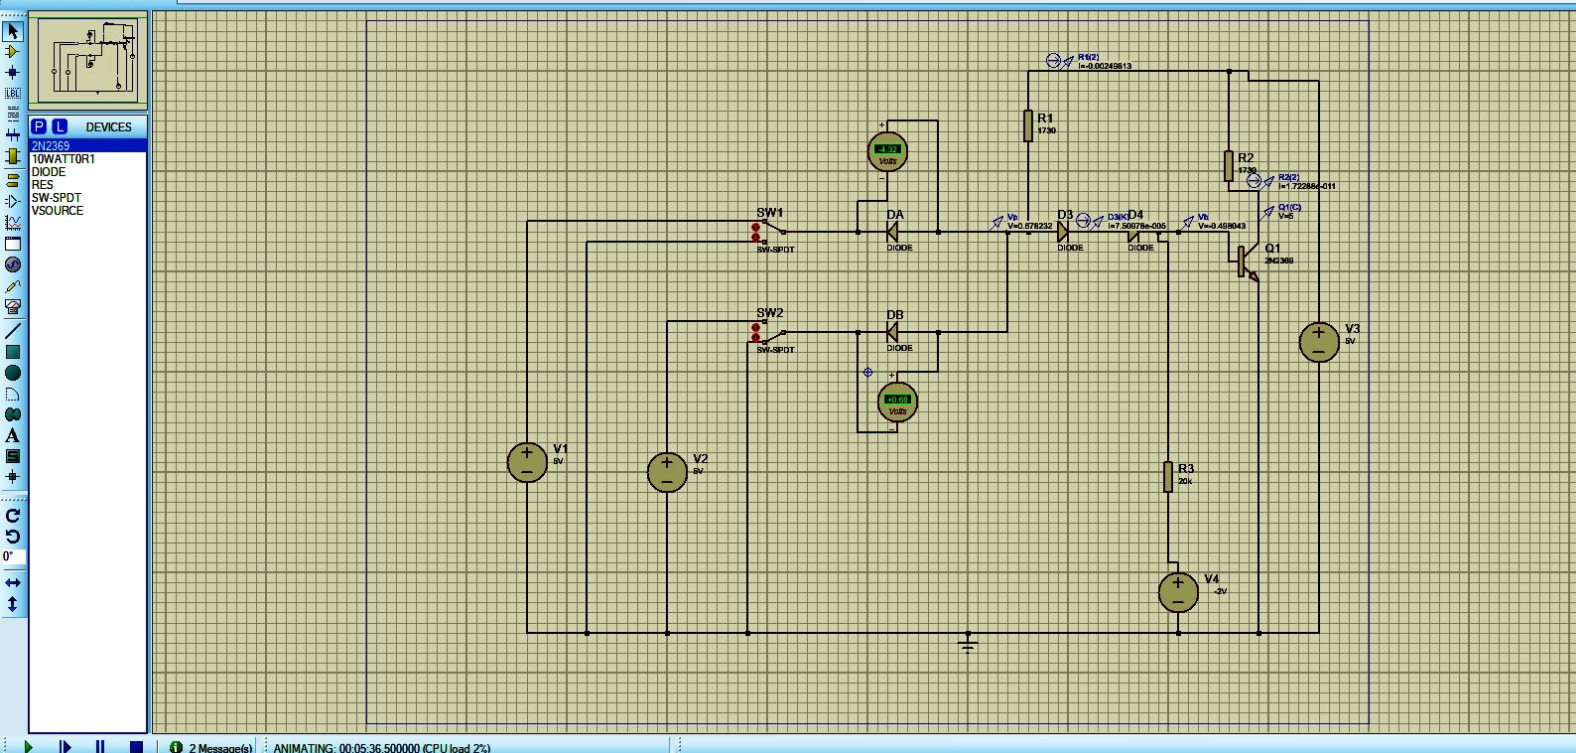 P L DEVICES
2N2369
10WATT0R1
DIODE
RES
SW-SPDT
VSOURCE
LBL
A
S
0°
R1(2)
I=-0.00249813
R1
1730
-4.32
Volts
R2
1730
R2(2)
I=1.72288e-011
Q1(C)
V=5
SW1
SW-SPDT
DA
DIODE
Vp
V=0.678232
D3
DIODE
D3(K)
I=7.50978e-005
D4
DIODE
Vb
V=-0.498043
Q1
2N2369
SW2
SW-SPDT
DB
DIODE
+0.68
Volts
V3
5V
V1
5V
V2
5V
R3
20k
V4
-2V
2 Message(s)
ANIMATING: 00:05:36.500000 (CPU load 2%)